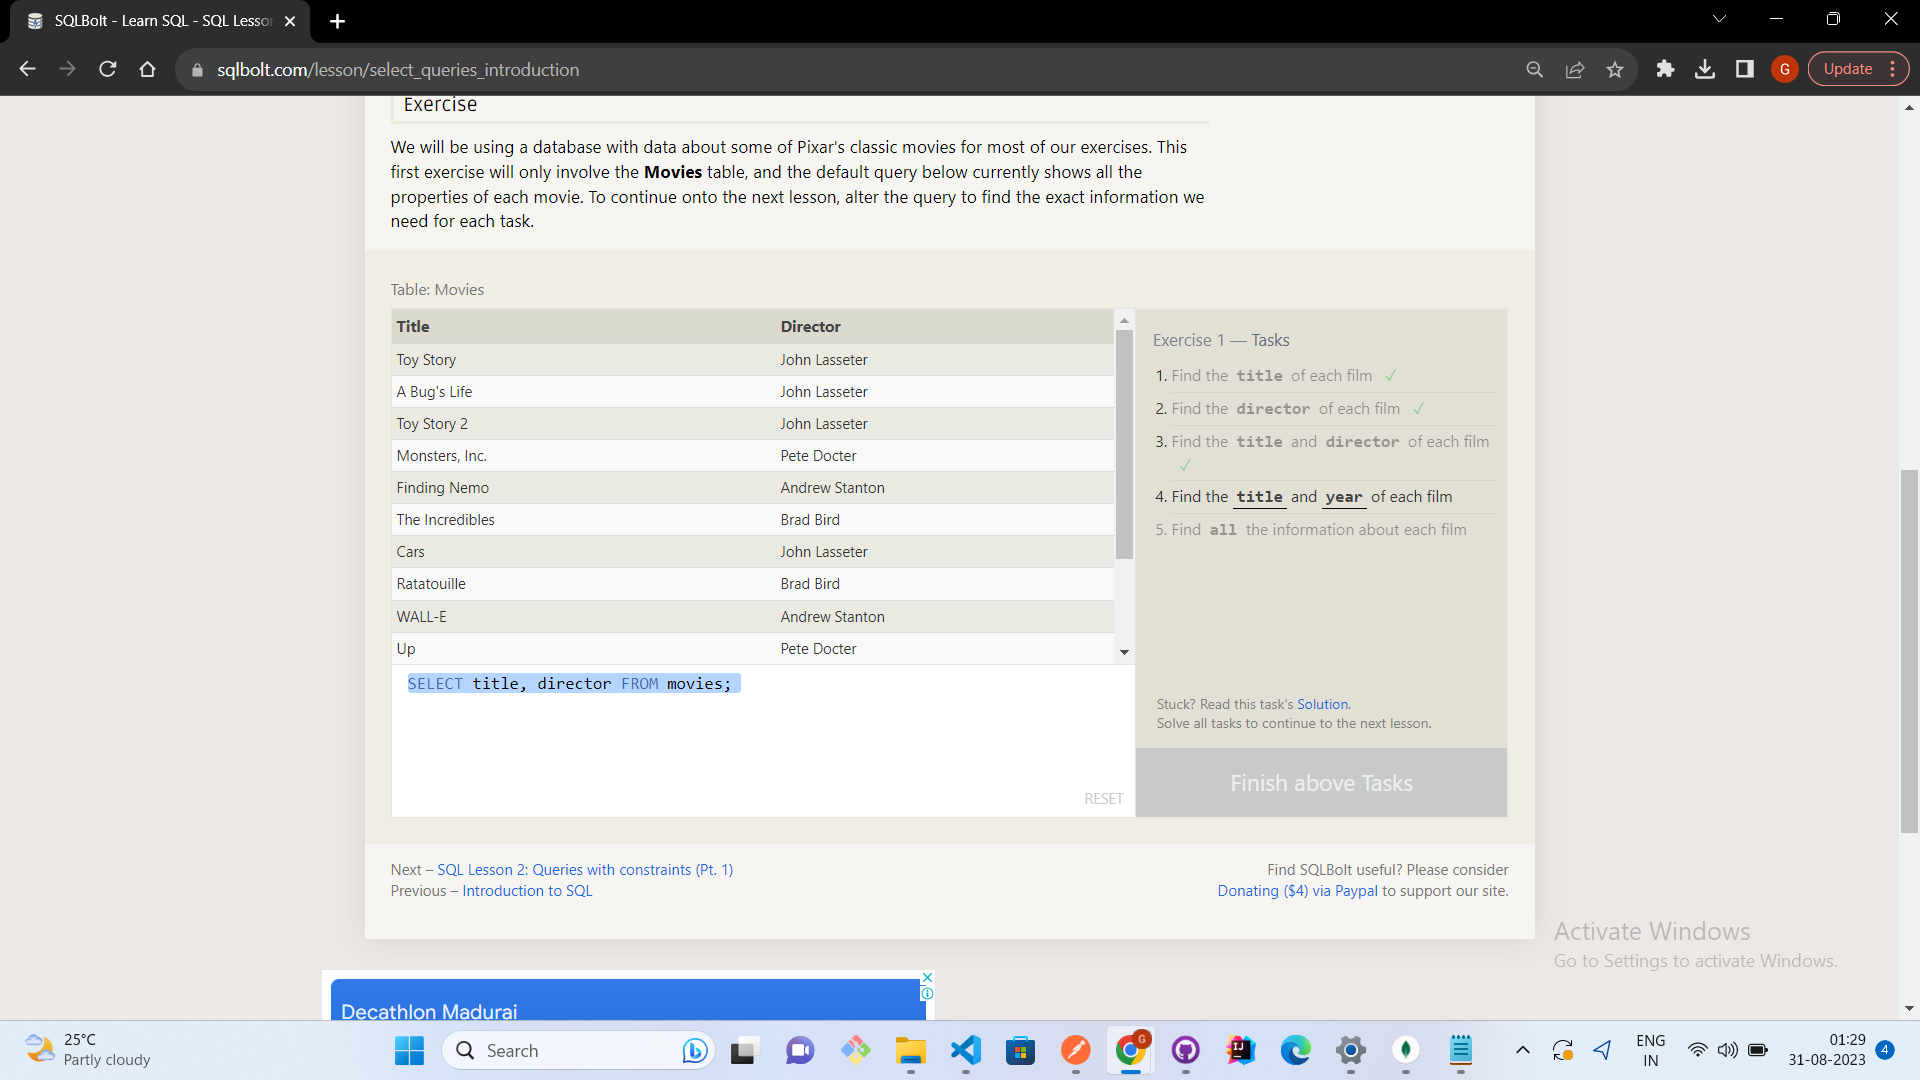 SQLBolt - Learn SQL - SQL Lesson
sqlbolt.com/lesson/select_queries_introduction
G
Update
Exercise
We will be using a database with data about some of Pixar's classic movies for most of our exercises. This
first exercise will only involve the Movies table, and the default query below currently shows all the
properties of each movie. To continue onto the next lesson, alter the query to find the exact information we
need for each task.
Table: Movies
Title Director
Toy Story John Lasseter
A Bug's Life John Lasseter
Toy Story 2 John Lasseter
Monsters, Inc. Pete Docter
Finding Nemo Andrew Stanton
The Incredibles Brad Bird
Cars John Lasseter
Ratatouille Brad Bird
WALL-E Andrew Stanton
Up Pete Docter
SELECT title, director FROM movies;
RESET
Exercise 1 — Tasks
1. Find the title of each film ✓
2. Find the director of each film ✓
3. Find the title and director of each film
✓
4. Find the title and year of each film
5. Find all the information about each film
Stuck? Read this task's Solution.
Solve all tasks to continue to the next lesson.
Finish above Tasks
Next – SQL Lesson 2: Queries with constraints (Pt. 1)
Previous – Introduction to SQL
Find SQLBolt useful? Please consider
Donating ($4) via Paypal to support our site.
Activate Windows
Go to Settings to activate Windows.
Decathlon Madurai
25°C
Partly cloudy
Search
G
IJ
ENG
IN
01:29
31-08-2023
4